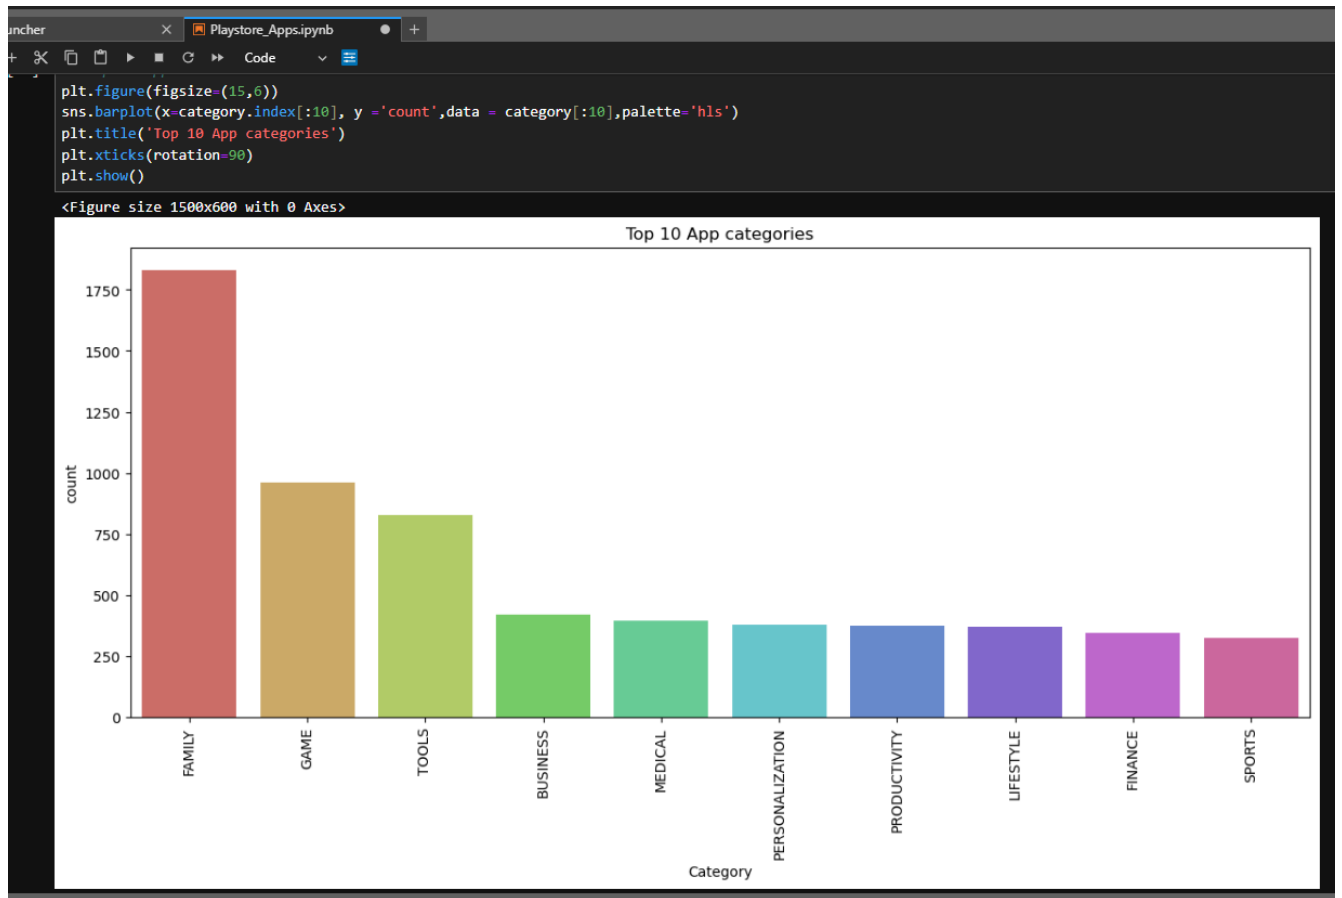 uncher
Playstore_Apps.ipynb
Code
plt.figure(figsize=(15,6))
sns.barplot(x=category.index[:10], y ='count',data = category[:10],palette='hls')
plt.title('Top 10 App categories')
plt.xticks(rotation=90)
plt.show()
<Figure size 1500x600 with 0 Axes>
Top 10 App categories
1750
1500
1250
1000
750
500
250
0
count
FAMILY
GAME
TOOLS
BUSINESS
MEDICAL
PERSONALIZATION
PRODUCTIVITY
LIFESTYLE
FINANCE
SPORTS
Category